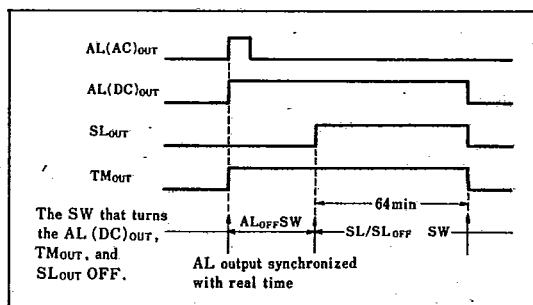 AL(AC)OUT
AL(DC)OUT
SLOUT
TMOUT
64min
The SW that turns
the AL (DC)OUT,
TMOUT, and
SLOUT OFF.
ALOFFSW
SL/SLOFF SW
AL output synchronized
with real time